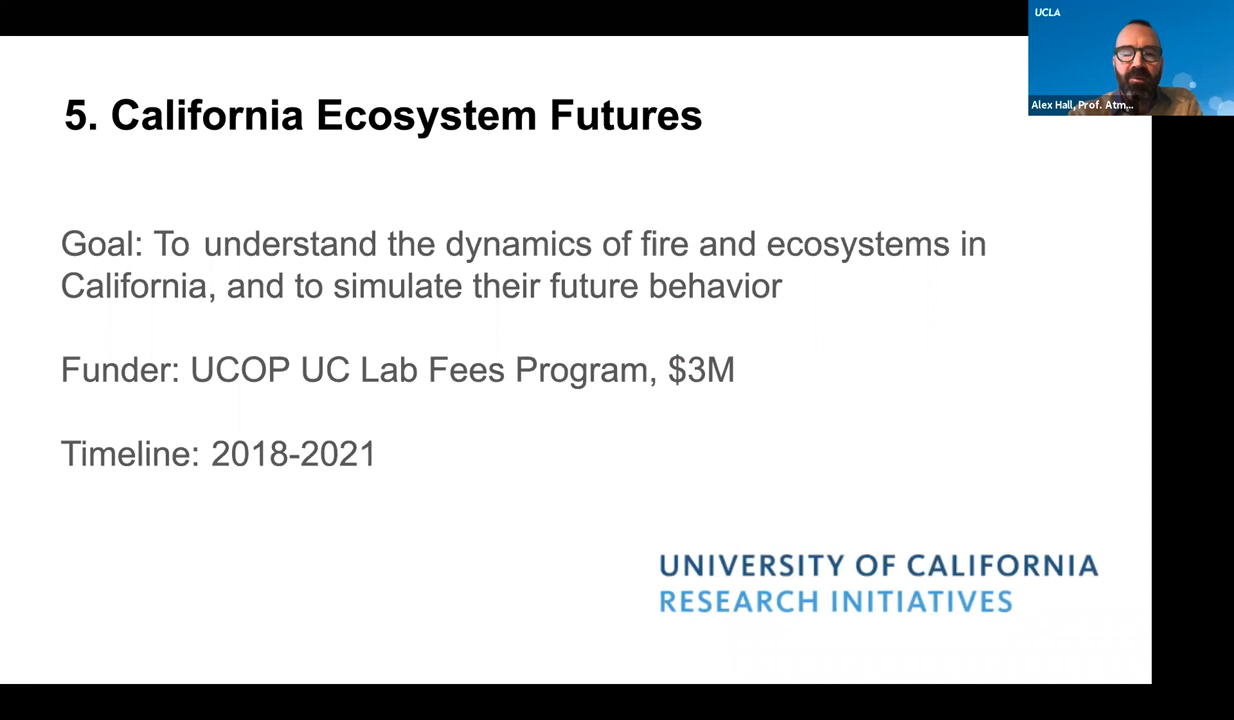 UCLA
Alex Hall, Prof. Atm...
5. California Ecosystem Futures
Goal: To understand the dynamics of fire and ecosystems in
California, and to simulate their future behavior
Funder: UCOP UC Lab Fees Program, $3M
Timeline: 2018-2021
UNIVERSITY OF CALIFORNIA
RESEARCH INITIATIVES